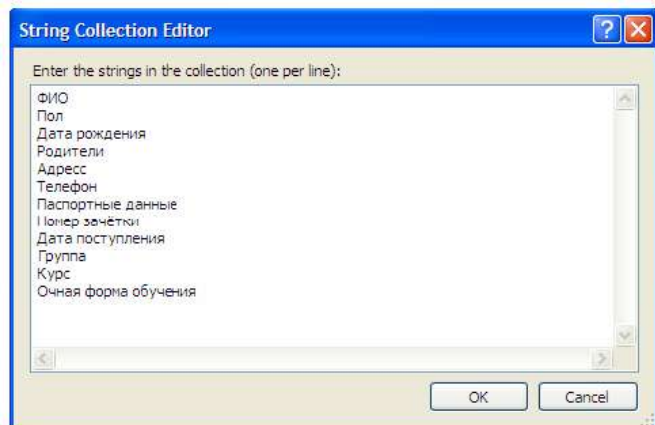 String Collection Editor
Enter the strings in the collection (one per line):
ФИО
Пол
Дата рождения
Родители
Адресс
Телефон
Паспортные данные
Номер зачётки
Дата поступления
Группа
Курс
Очная форма обучения
OK
Cancel